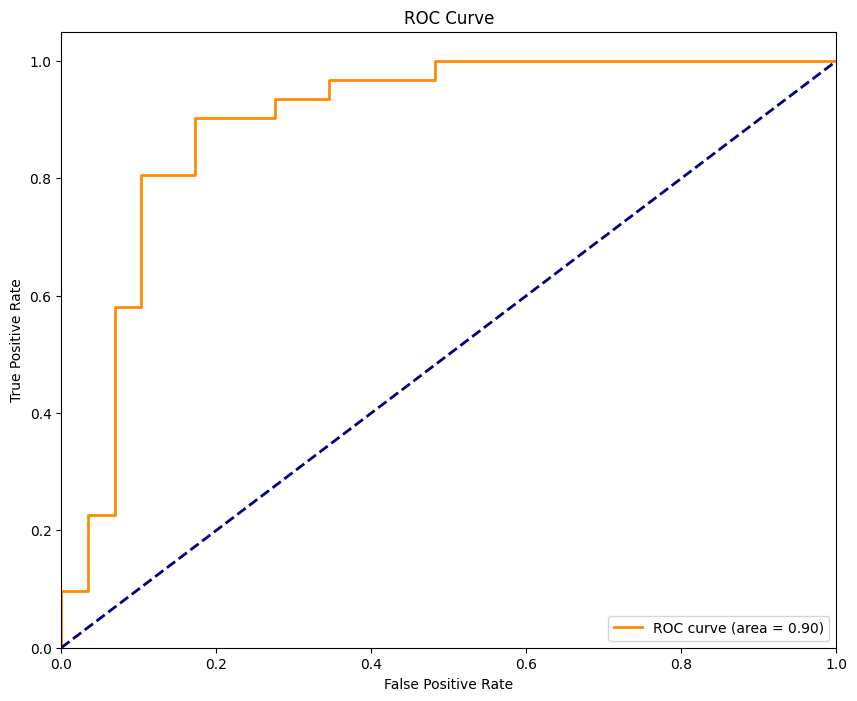 ROC Curve
1.0
0.8
0.6
0.4
0.2
0.0
True Positive Rate
0.0 0.2 0.4 0.6 0.8 1.0
False Positive Rate
ROC curve (area = 0.90)